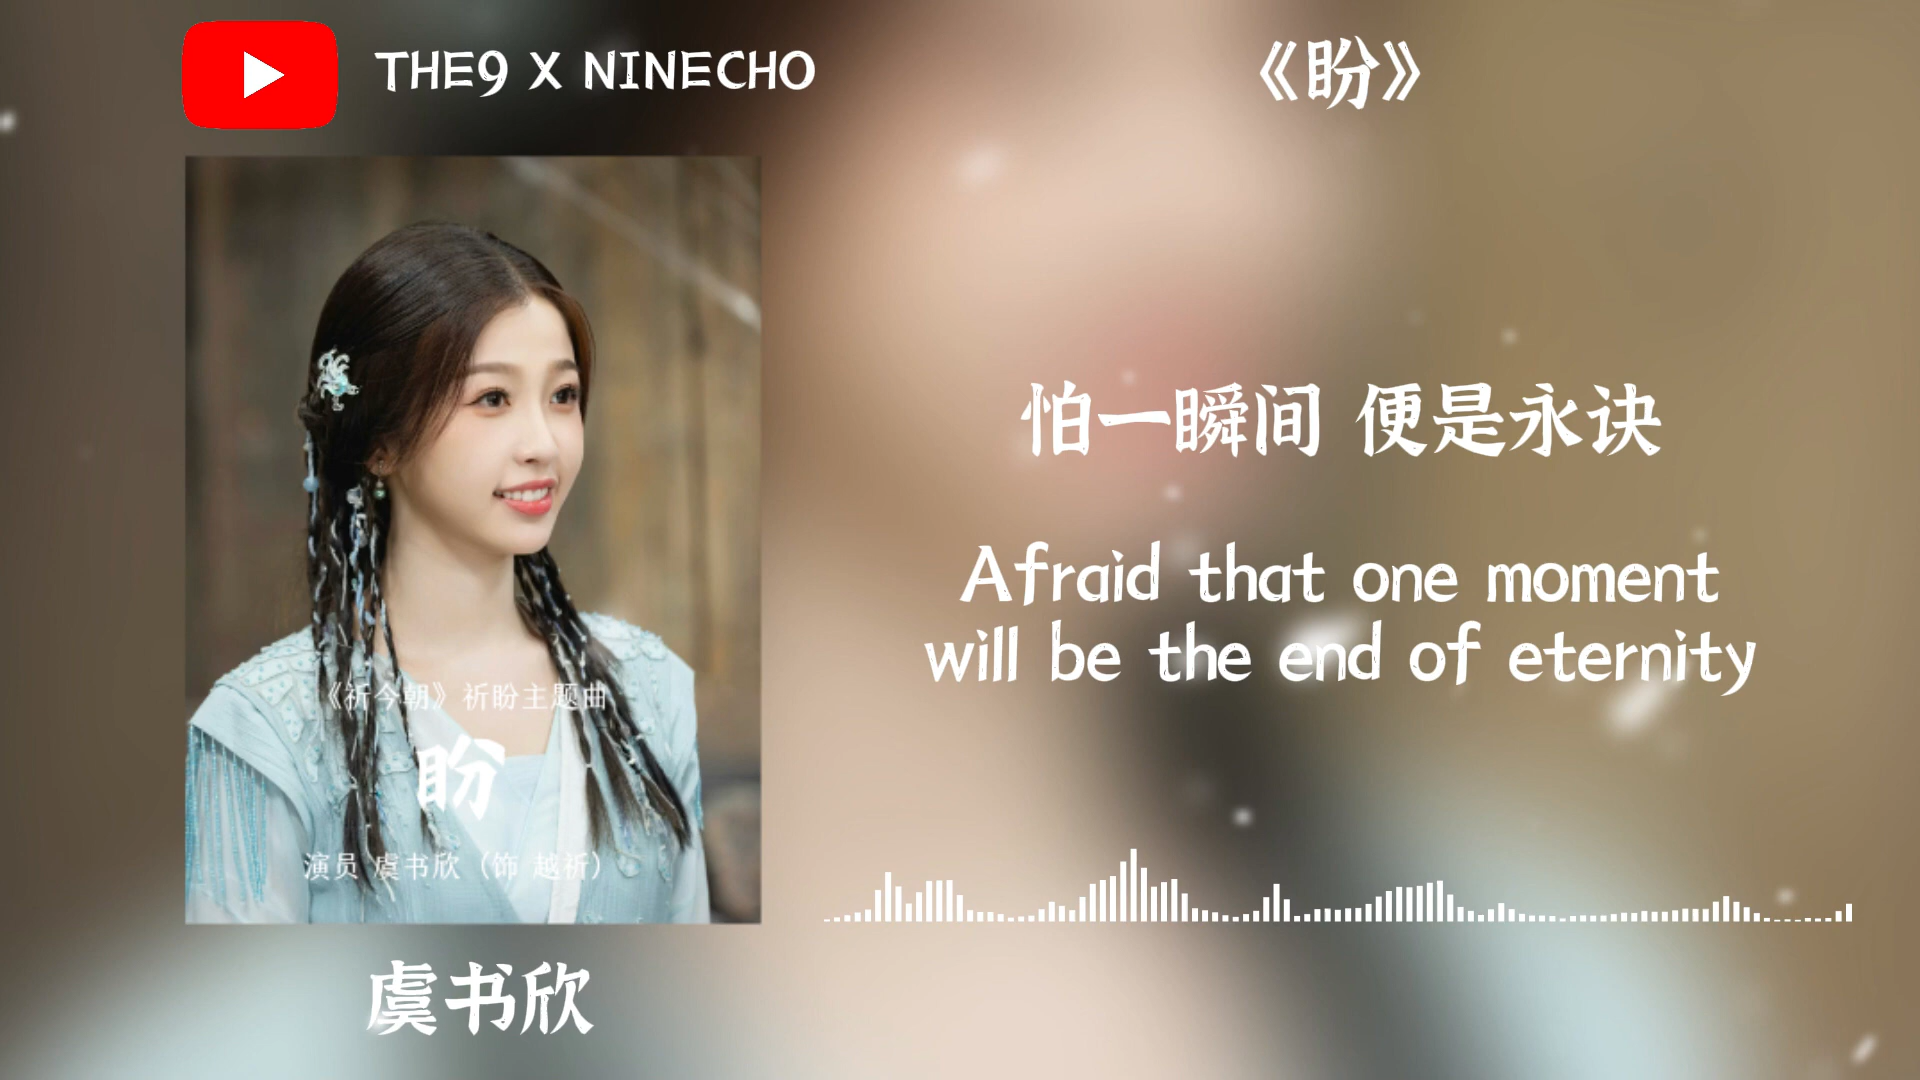 THE9 X NINECHO
《盼》
《祈今朝》祈盼主题曲
盼
演员 虞书欣（饰 越祈）
虞书欣
怕一瞬间 便是永诀
Afraid that one moment
will be the end of eternity